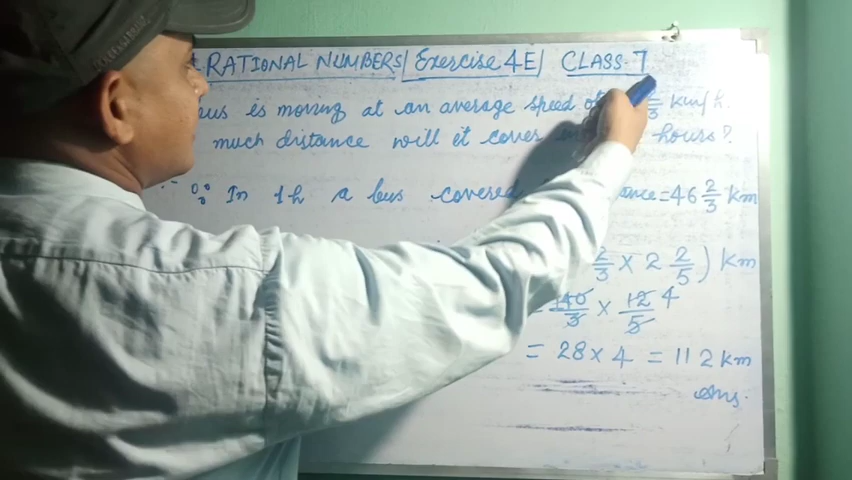 RATIONAL NUMBERS| Exercise 4E| CLASS-7
is moving at an average speed of km/h.
much distance will it cover hours?
∵ In 1h a bus covered = 46 2/3 km
2/3 × 2 2/5) km
= 140/3 × 12/5 4
= 28 × 4 = 112 km
Ans.